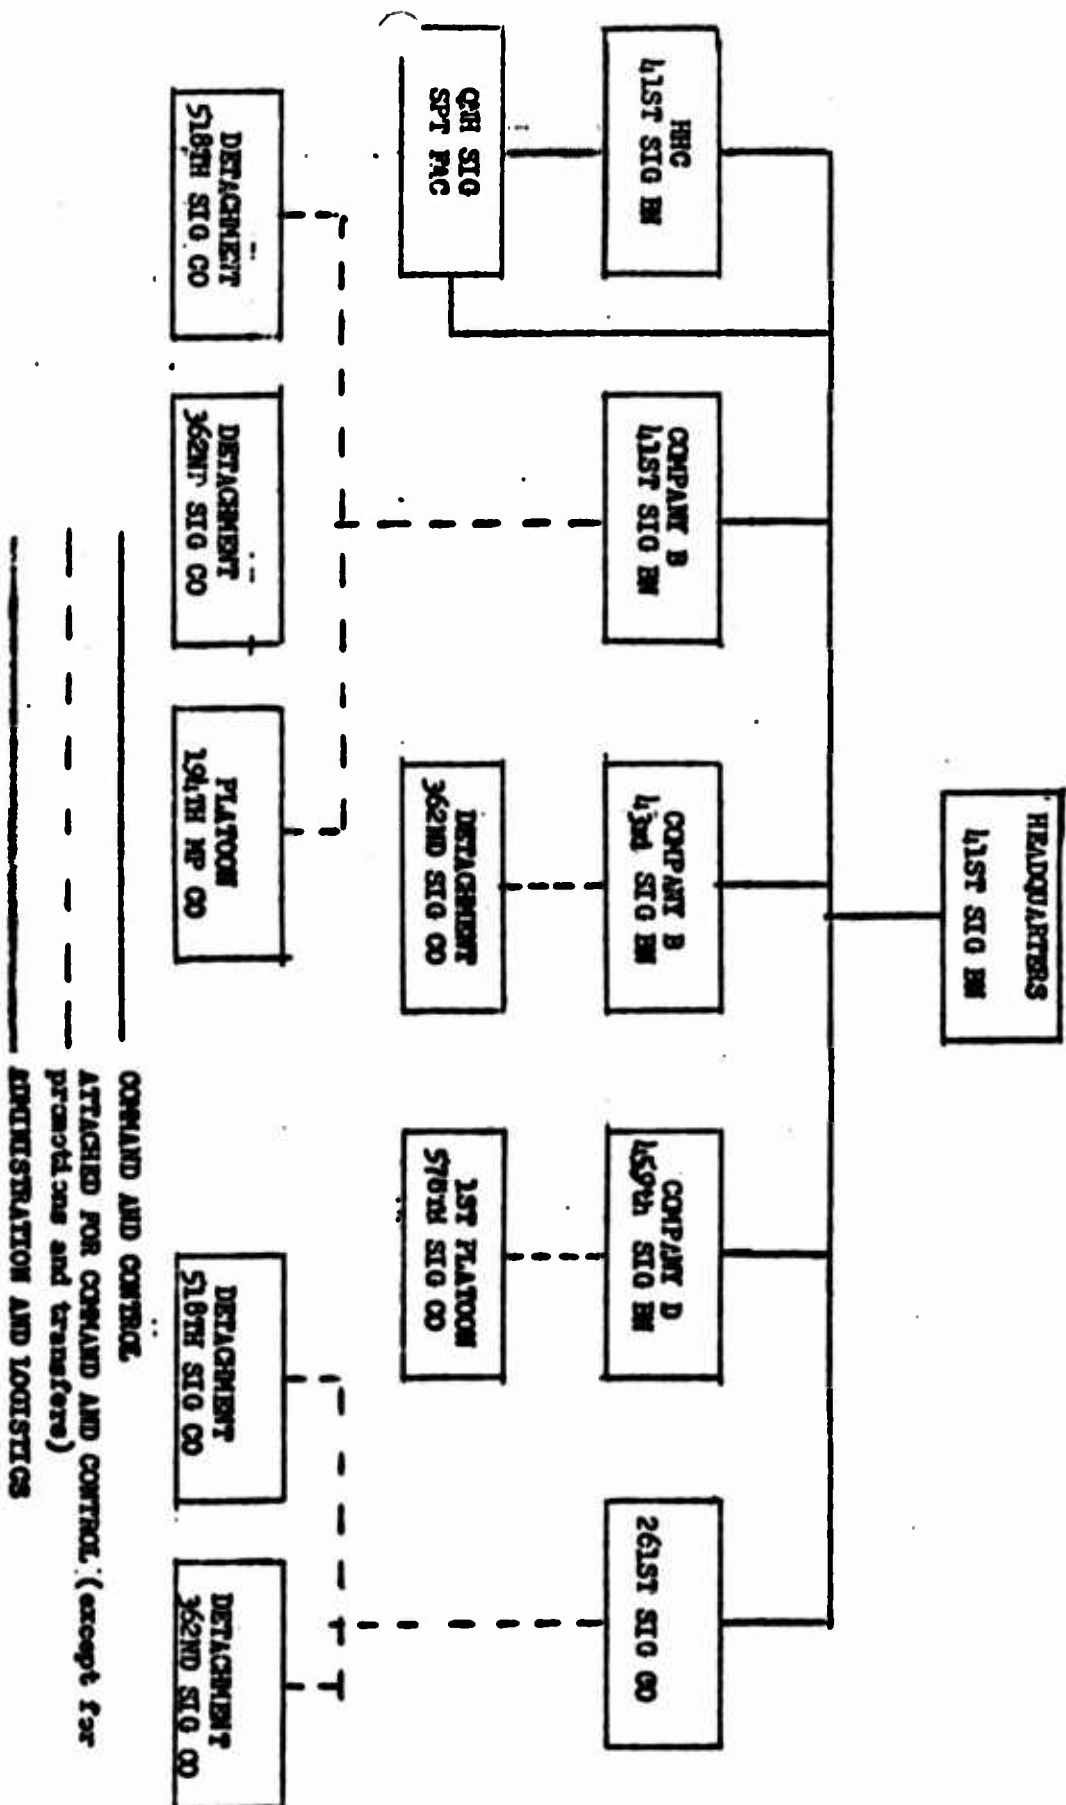 HEADQUARTERS
41ST SIG BN
HHC
41ST SIG BN
COMPANY B
41ST SIG BN
COMPANY B
43rd SIG BN
COMPANY D
459th SIG BN
261ST SIG CO
QNH SIG
SPT FAC
DETACHMENT
362ND SIG CO
1ST PLATOON
578TH SIG CO
DETACHMENT
518TH SIG CO
DETACHMENT
362ND SIG CO
PLATOON
194TH MP CO
DETACHMENT
518TH SIG CO
DETACHMENT
362ND SIG CO
COMMAND AND CONTROL
ATTACHED FOR COMMAND AND CONTROL (except for
promotions and transfers)
ADMINISTRATION AND LOGISTICS